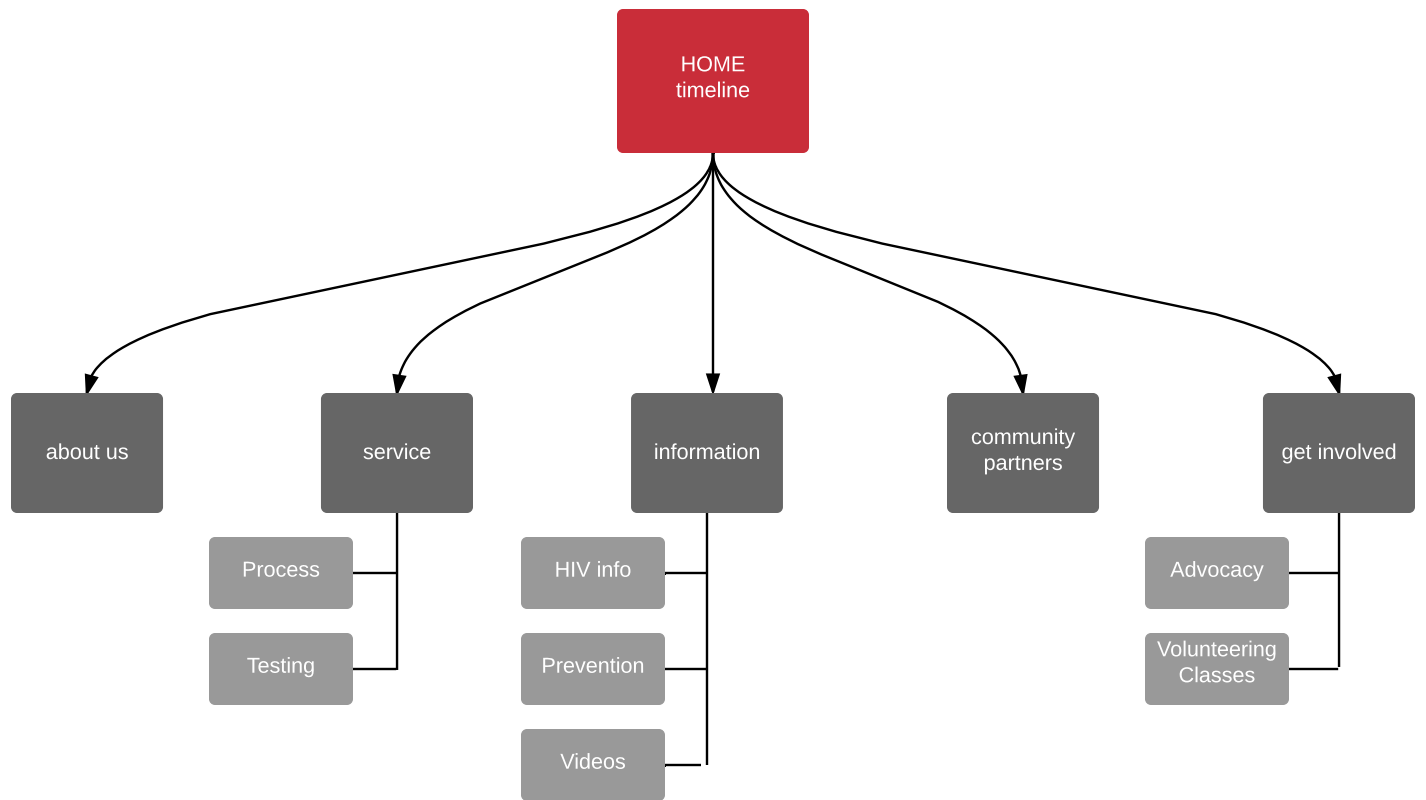 HOME
timeline
about us
service
information
community
partners
get involved
Process
HIV info
Advocacy
Testing
Prevention
Volunteering
Classes
Videos